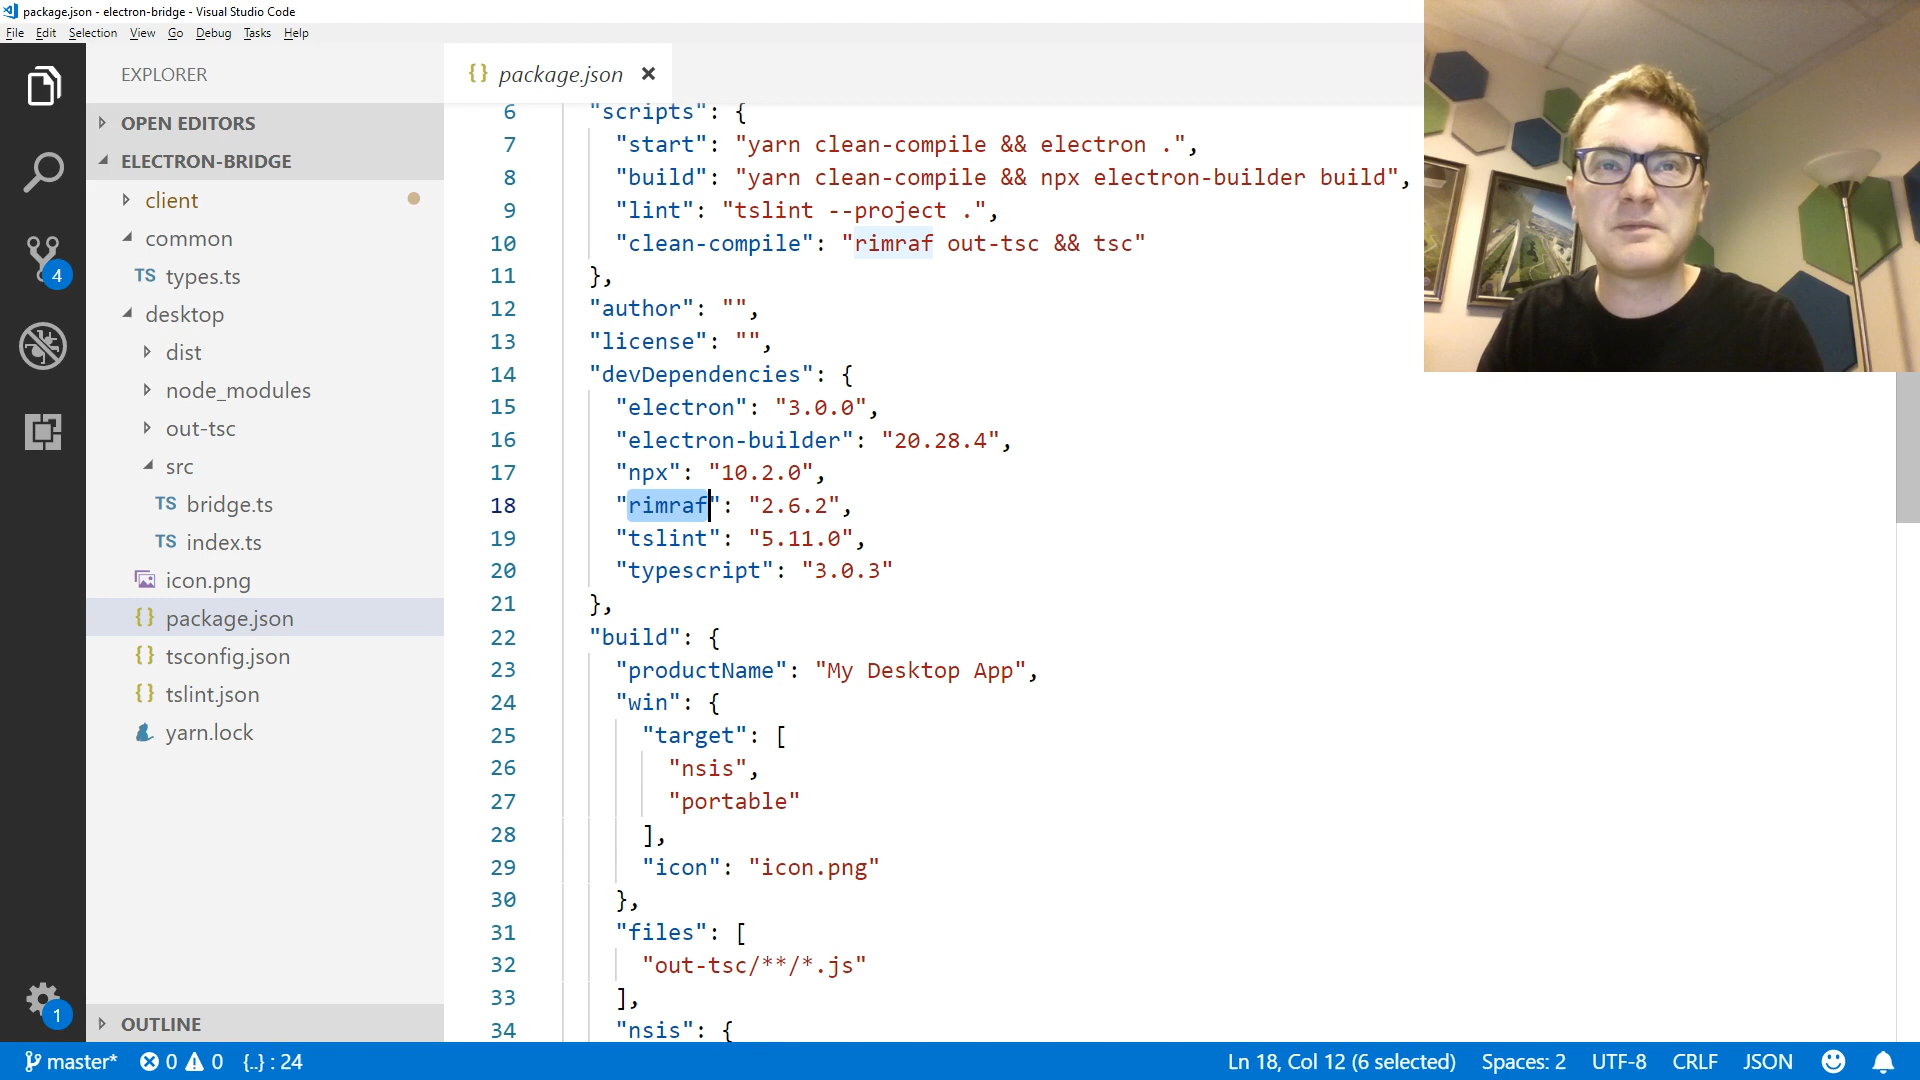 package.json - electron-bridge - Visual Studio Code
File Edit Selection View Go Debug Tasks Help
EXPLORER
OPEN EDITORS
ELECTRON-BRIDGE
client
common
TS types.ts
desktop
dist
node_modules
out-tsc
src
TS bridge.ts
TS index.ts
icon.png
{} package.json
{} tsconfig.json
{} tslint.json
yarn.lock
OUTLINE
4
1
{} package.json ×
6 "scripts": {
7 "start": "yarn clean-compile && electron .",
8 "build": "yarn clean-compile && npx electron-builder build",
9 "lint": "tslint --project .",
10 "clean-compile": "rimraf out-tsc && tsc"
11 },
12 "author": "",
13 "license": "",
14 "devDependencies": {
15 "electron": "3.0.0",
16 "electron-builder": "20.28.4",
17 "npx": "10.2.0",
18 "rimraf": "2.6.2",
19 "tslint": "5.11.0",
20 "typescript": "3.0.3"
21 },
22 "build": {
23 "productName": "My Desktop App",
24 "win": {
25 "target": [
26 "nsis",
27 "portable"
28 ],
29 "icon": "icon.png"
30 },
31 "files": [
32 "out-tsc/**/*.js"
33 ],
34 "nsis": {
master* 0 0 {..} : 24 Ln 18, Col 12 (6 selected) Spaces: 2 UTF-8 CRLF JSON